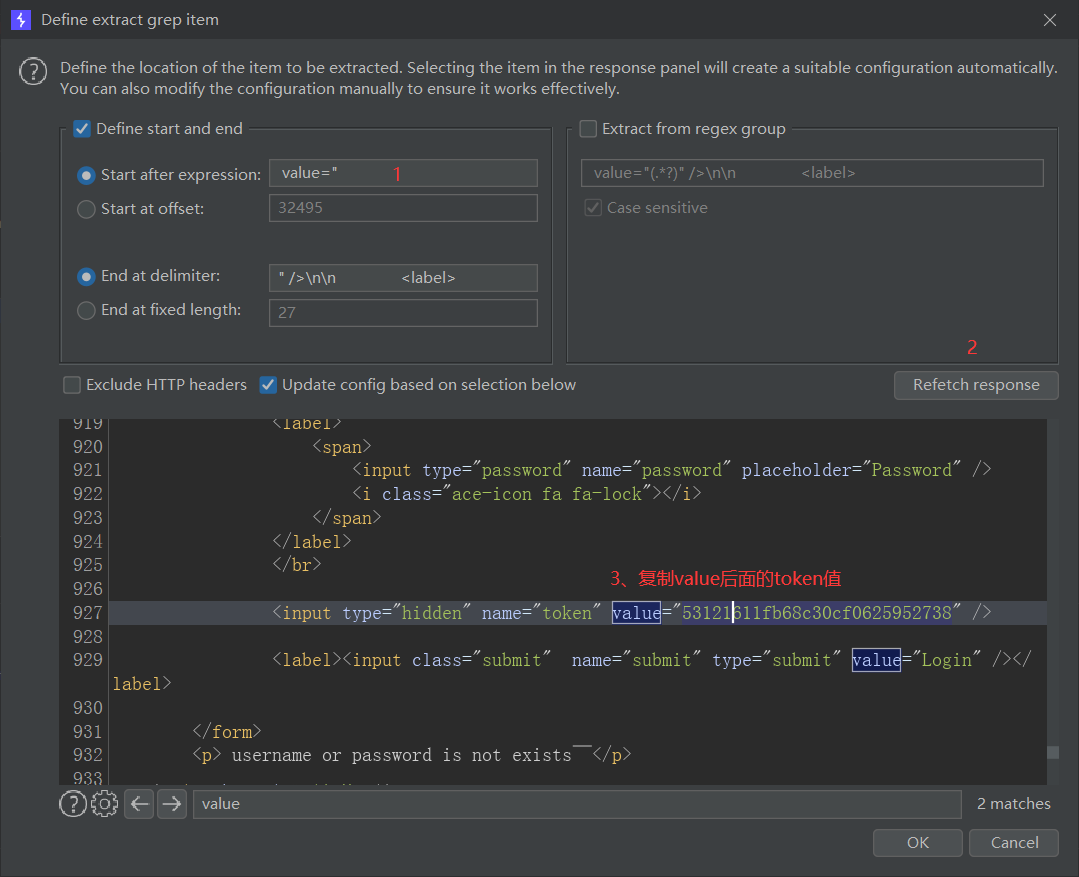 Define extract grep item
Define the location of the item to be extracted. Selecting the item in the response panel will create a suitable configuration automatically.
You can also modify the configuration manually to ensure it works effectively.
Define start and end
Extract from regex group
Start after expression:
value="
1
value="(.*?)" />\n\n <label>
Start at offset:
32495
Case sensitive
End at delimiter:
" />\n\n <label>
End at fixed length:
27
2
Exclude HTTP headers
Update config based on selection below
Refetch response
919 <label>
920 <span>
921 <input type="password" name="password" placeholder="Password" />
922 <i class="ace-icon fa fa-lock"></i>
923 </span>
924 </label>
925 </br>
926
3、复制value后面的token值
927 <input type="hidden" name="token" value="53121611fb68c30cf0625952738" />
928
929 <label><input class="submit" name="submit" type="submit" value="Login" /></
label>
930
931 </form>
932 <p> username or password is not exists~</p>
933
value
2 matches
OK
Cancel